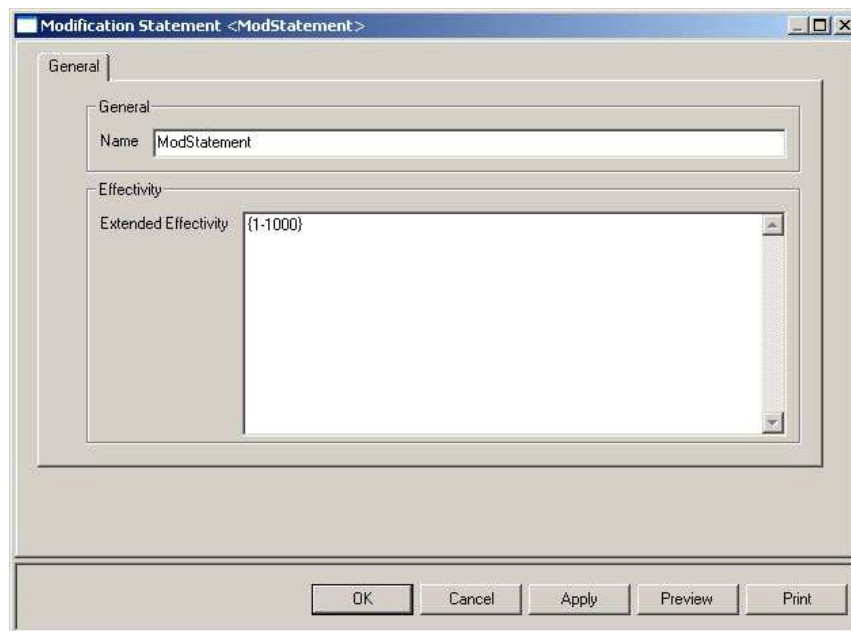 Modification Statement <ModStatement>
General
General
Name ModStatement
Effectivity
Extended Effectivity {1-1000}
OK Cancel Apply Preview Print